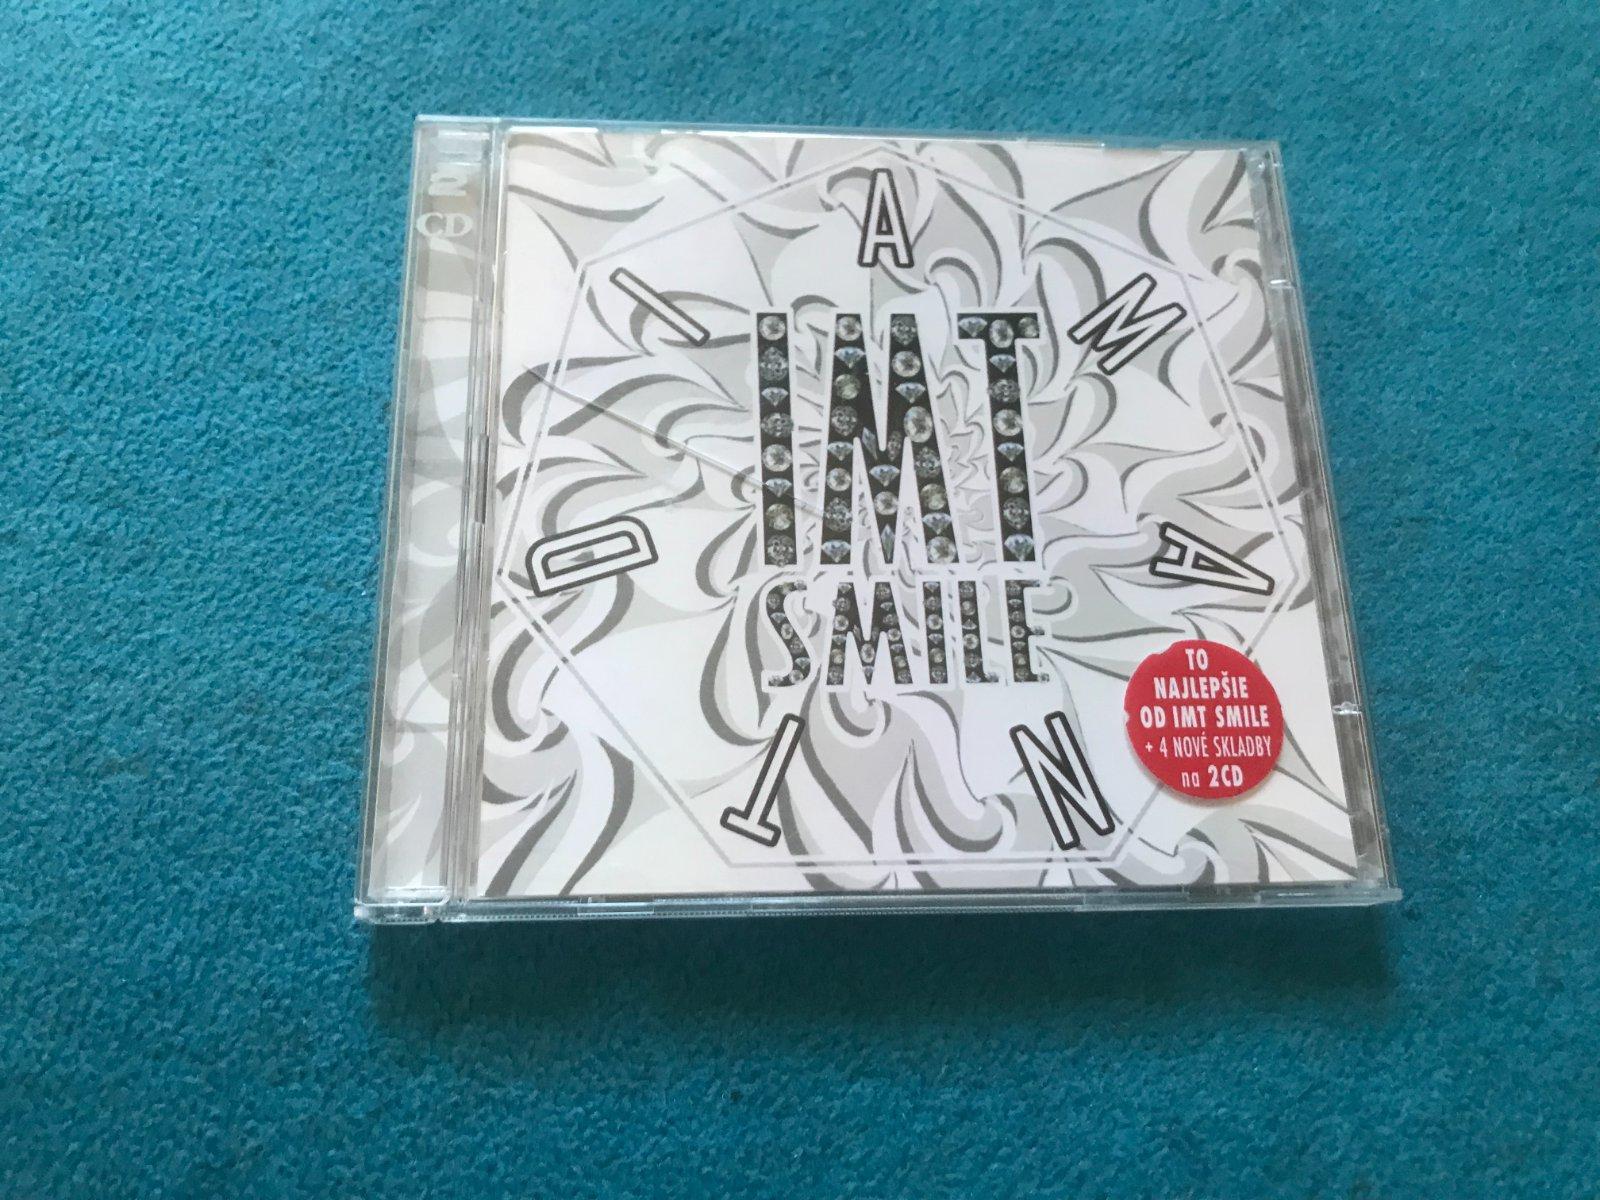 2
CD
DIAMANTI
IMT
SMILE
TO
NAJLEPŠIE
OD IMT SMILE
+ 4 NOVÉ SKLADBY
na 2CD